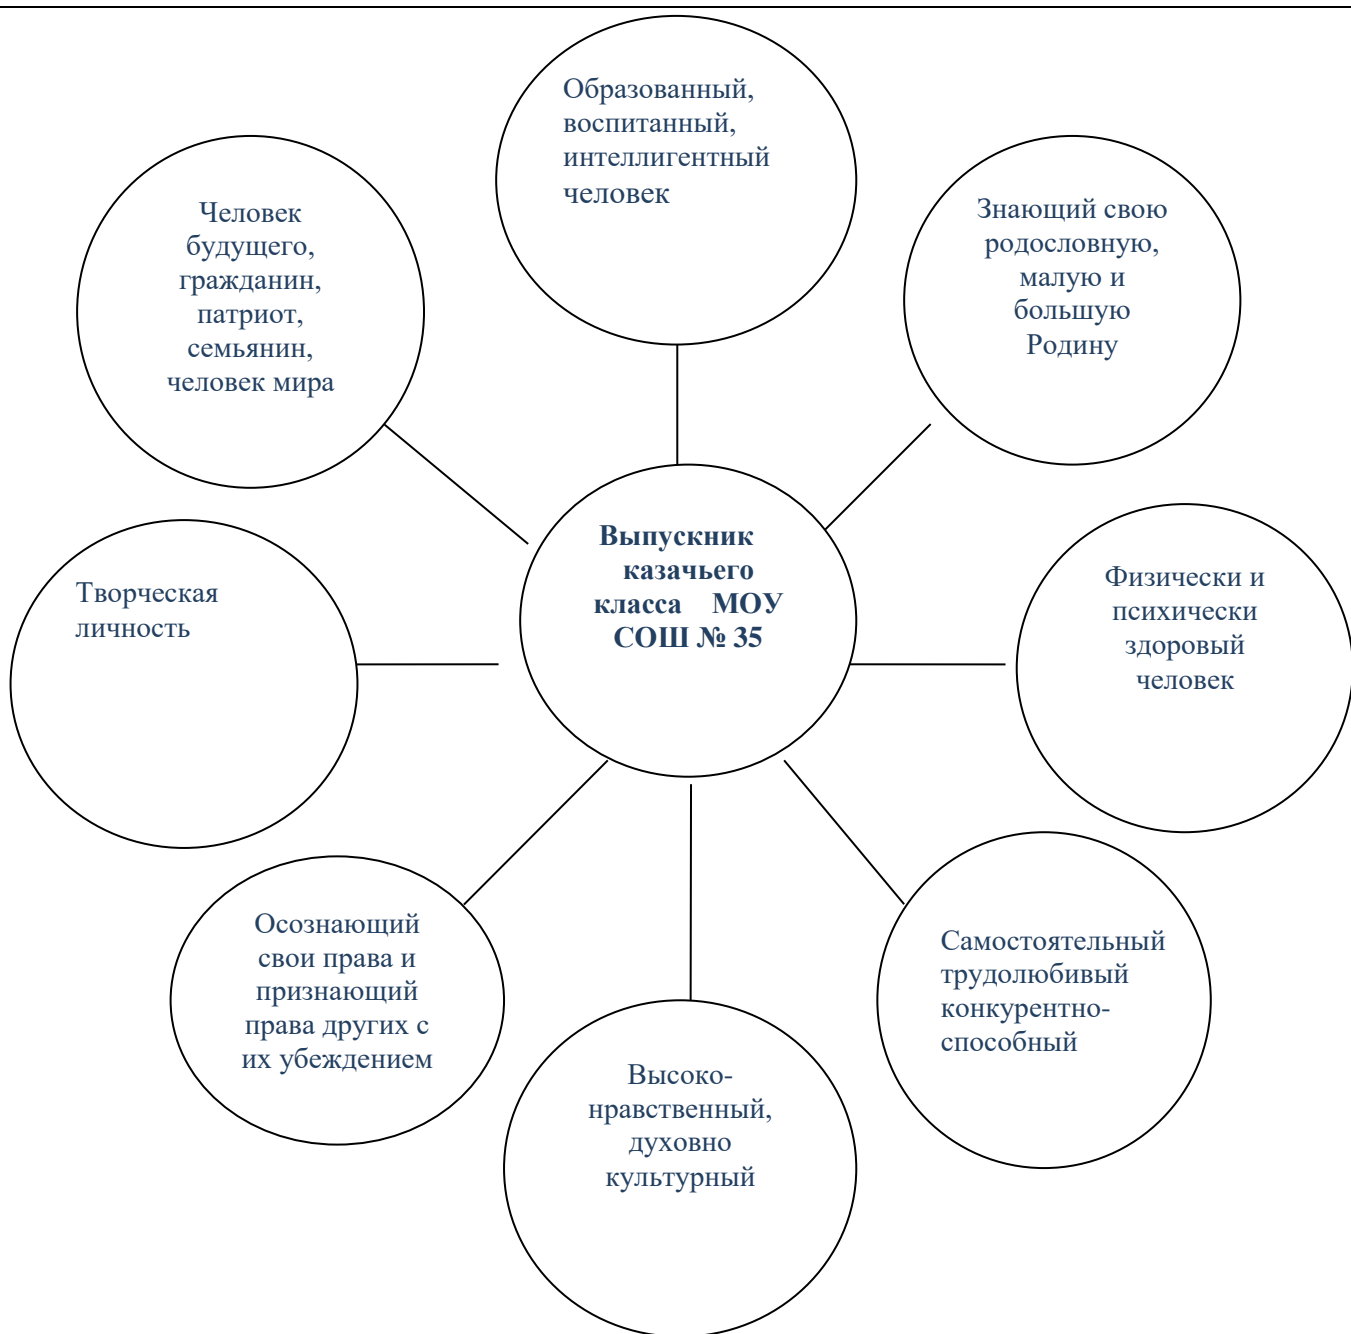 Образованный,
воспитанный,
интеллигентный
человек
Человек
будущего,
гражданин,
патриот,
семьянин,
человек мира
Знающий свою
родословную,
малую и
большую
Родину
Выпускник
казачьего
класса МОУ
СОШ № 35
Творческая
личность
Физически и
психически
здоровый
человек
Осознающий
свои права и
признающий
права других с
их убеждением
Самостоятельный
трудолюбивый
конкурентно-
способный
Высоко-
нравственный,
духовно
культурный